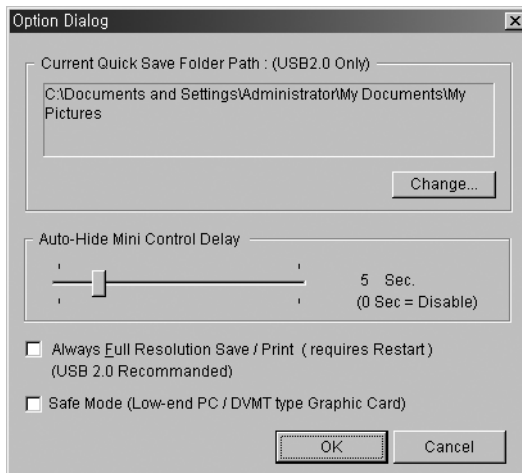 Option Dialog
Current Quick Save Folder Path : (USB2.0 Only)
C:\Documents and Settings\Administrator\My Documents\My
Pictures
Change...
Auto-Hide Mini Control Delay
5 Sec.
(0 Sec = Disable)
Always Full Resolution Save / Print ( requires Restart )
(USB 2.0 Recommanded)
Safe Mode (Low-end PC / DVMT type Graphic Card)
OK
Cancel